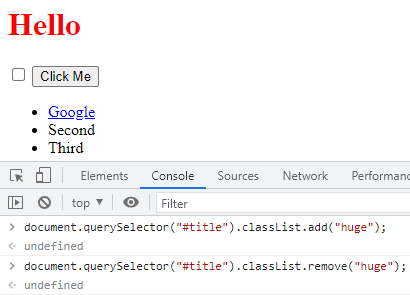 Hello
Click Me
Google
Second
Third
Elements Console Sources Network Performanc
top Filter
document.querySelector("#title").classList.add("huge");
undefined
document.querySelector("#title").classList.remove("huge");
undefined